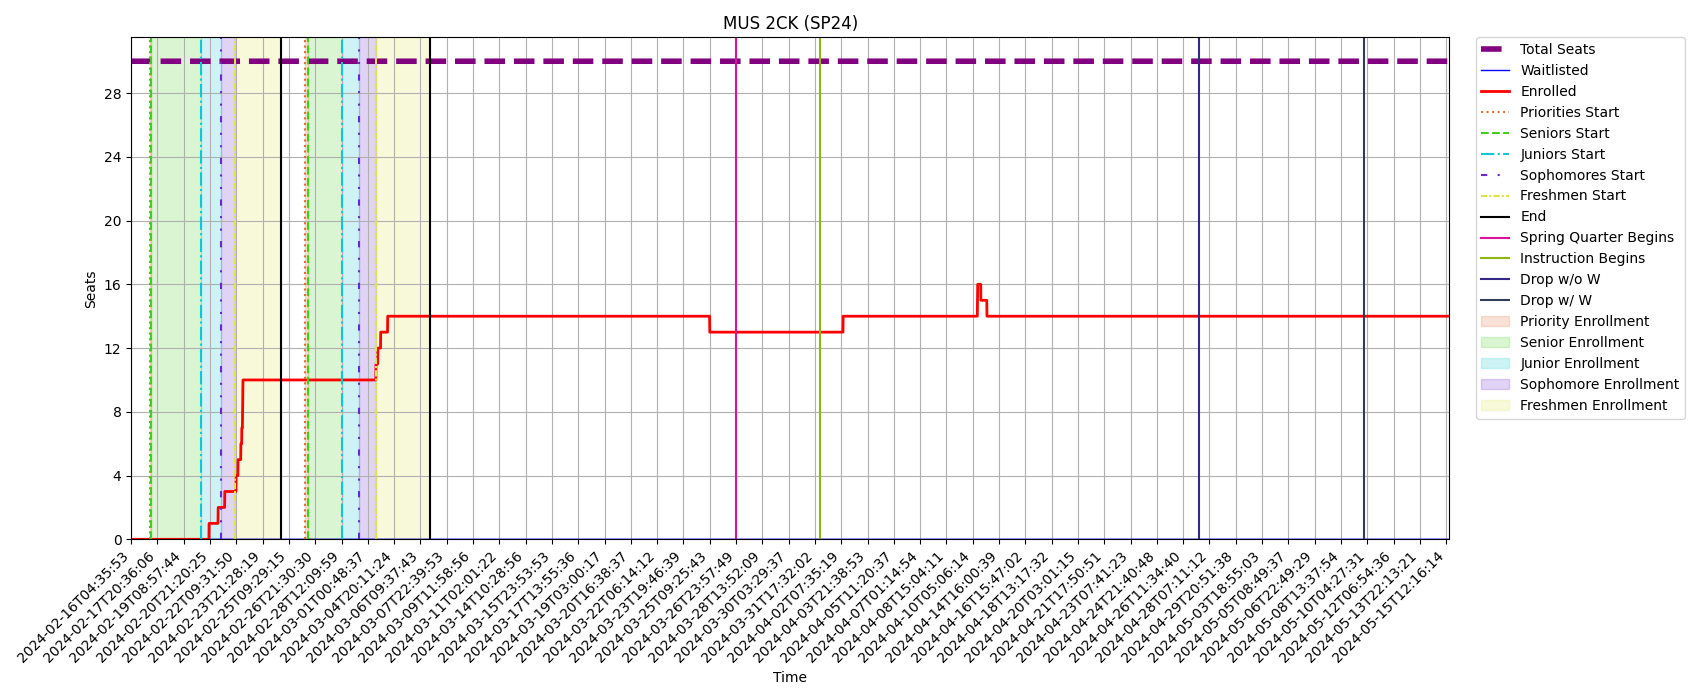 MUS 2CK (SP24)
Total Seats
Waitlisted
Enrolled
Priorities Start
Seniors Start
Juniors Start
Sophomores Start
Freshmen Start
End
Spring Quarter Begins
Instruction Begins
Drop w/o W
Drop w/ W
Priority Enrollment
Senior Enrollment
Junior Enrollment
Sophomore Enrollment
Freshmen Enrollment
Seats
28
24
20
16
12
8
4
0
2024-02-16T04:35:53
2024-02-17T20:36:06
2024-02-19T08:57:44
2024-02-20T21:20:25
2024-02-22T09:31:50
2024-02-23T21:28:19
2024-02-25T09:29:15
2024-02-26T21:30:30
2024-02-28T12:09:59
2024-03-01T00:48:37
2024-03-04T20:11:24
2024-03-06T09:37:43
2024-03-07T22:39:53
2024-03-09T11:58:56
2024-03-11T02:01:22
2024-03-14T10:28:56
2024-03-15T23:53:53
2024-03-17T13:55:36
2024-03-19T03:00:17
2024-03-20T16:38:37
2024-03-22T06:14:12
2024-03-23T19:46:39
2024-03-25T09:25:43
2024-03-26T23:57:49
2024-03-28T13:52:09
2024-03-30T03:29:37
2024-03-31T17:32:02
2024-04-02T07:35:19
2024-04-03T21:38:53
2024-04-05T11:20:37
2024-04-07T01:14:54
2024-04-08T15:04:11
2024-04-10T05:06:14
2024-04-14T16:00:39
2024-04-16T15:47:02
2024-04-18T13:17:32
2024-04-20T03:01:15
2024-04-21T17:50:51
2024-04-23T07:41:23
2024-04-24T21:40:48
2024-04-26T11:34:40
2024-04-28T07:11:12
2024-04-29T20:51:38
2024-05-03T18:55:03
2024-05-05T08:49:37
2024-05-06T22:49:29
2024-05-08T13:37:54
2024-05-10T04:27:31
2024-05-12T06:54:36
2024-05-13T22:13:21
2024-05-15T12:16:14
Time